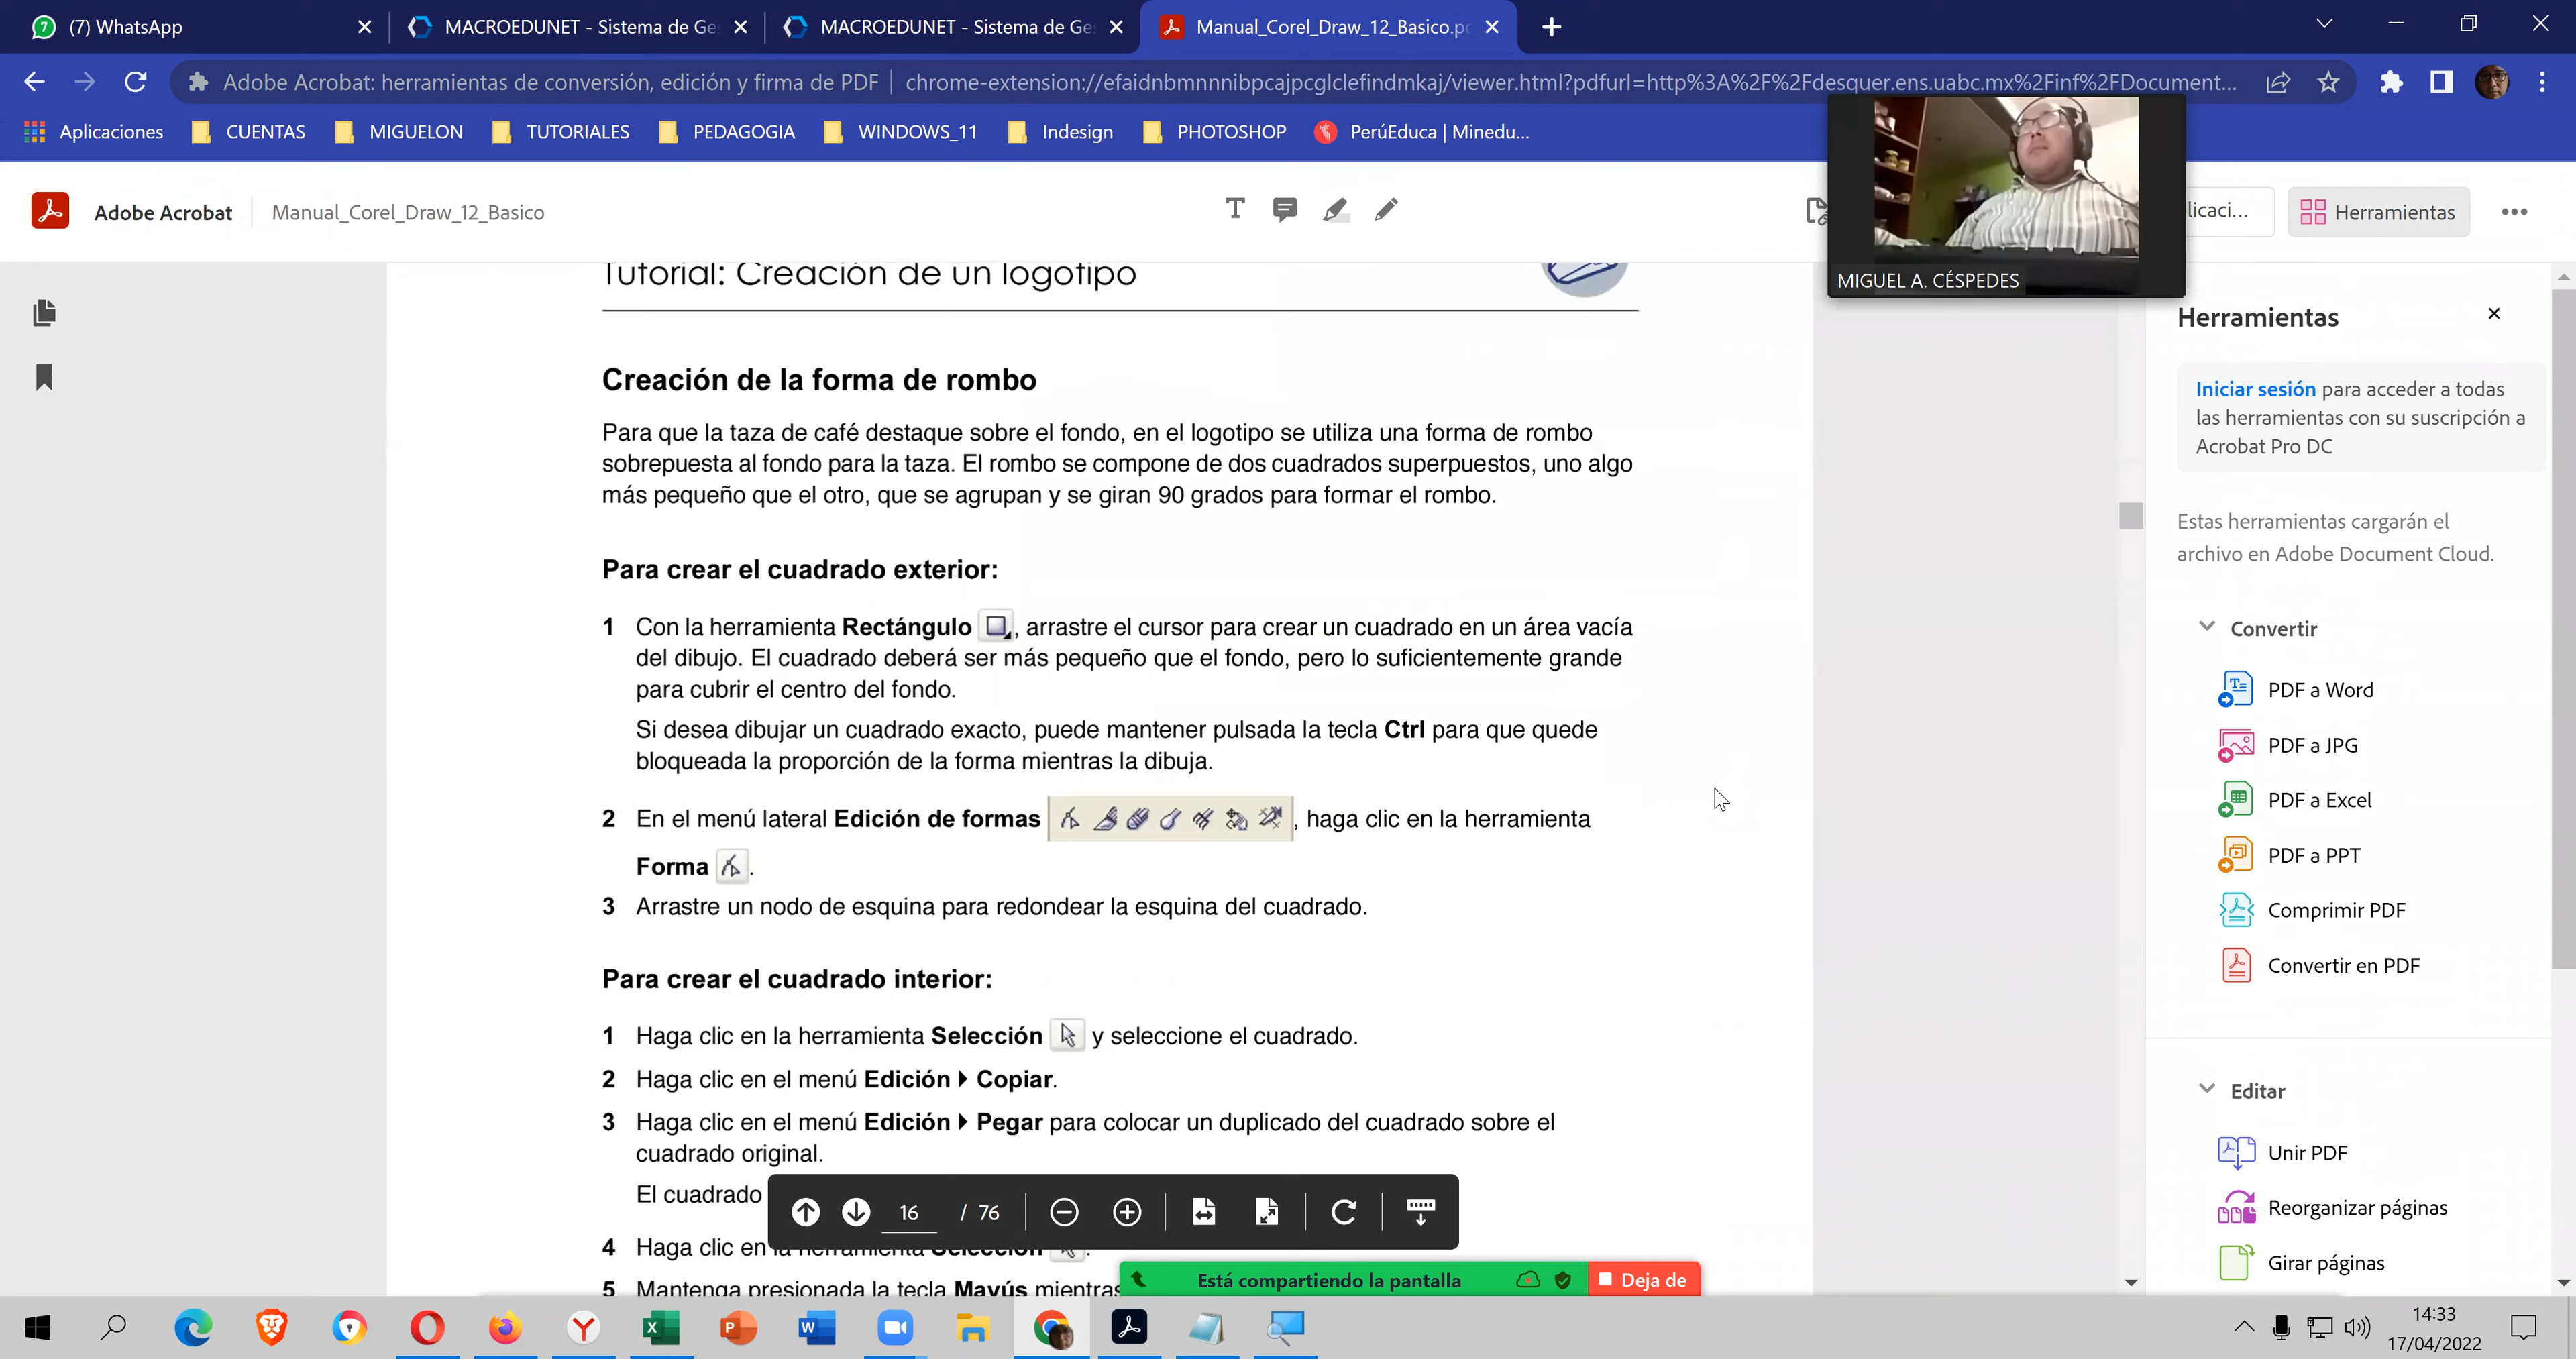 (7) WhatsApp
MACROEDUNET - Sistema de Ges
MACROEDUNET - Sistema de Ges
Manual_Corel_Draw_12_Basico.pc
Adobe Acrobat: herramientas de conversión, edición y firma de PDF
chrome-extension://efaidnbmnnnibpcajpcglclefindmkaj/viewer.html?pdfurl=http%3A%2F%2Fdesquer.ens.uabc.mx%2Finf%2FDocument...
Aplicaciones
CUENTAS
MIGUELON
TUTORIALES
PEDAGOGIA
WINDOWS_11
Indesign
PHOTOSHOP
PerúEduca | Minedu...
Adobe Acrobat
Manual_Corel_Draw_12_Basico
licaci...
Herramientas
MIGUEL A. CÉSPEDES
Tutorial: Creación de un logotipo
Creación de la forma de rombo
Para que la taza de café destaque sobre el fondo, en el logotipo se utiliza una forma de rombo
sobrepuesta al fondo para la taza. El rombo se compone de dos cuadrados superpuestos, uno algo
más pequeño que el otro, que se agrupan y se giran 90 grados para formar el rombo.
Para crear el cuadrado exterior:
1 Con la herramienta Rectángulo , arrastre el cursor para crear un cuadrado en un área vacía
del dibujo. El cuadrado deberá ser más pequeño que el fondo, pero lo suficientemente grande
para cubrir el centro del fondo.
Si desea dibujar un cuadrado exacto, puede mantener pulsada la tecla Ctrl para que quede
bloqueada la proporción de la forma mientras la dibuja.
2 En el menú lateral Edición de formas , haga clic en la herramienta
Forma .
3 Arrastre un nodo de esquina para redondear la esquina del cuadrado.
Para crear el cuadrado interior:
1 Haga clic en la herramienta Selección y seleccione el cuadrado.
2 Haga clic en el menú Edición ▸ Copiar.
3 Haga clic en el menú Edición ▸ Pegar para colocar un duplicado del cuadrado sobre el
cuadrado original.
El cuadrado
4 Haga clic en la herramienta Selección .
5 Mantenga presionada la tecla Mayús mientras
16 / 76
Está compartiendo la pantalla
Deja de
Herramientas
Iniciar sesión para acceder a todas
las herramientas con su suscripción a
Acrobat Pro DC
Estas herramientas cargarán el
archivo en Adobe Document Cloud.
Convertir
PDF a Word
PDF a JPG
PDF a Excel
PDF a PPT
Comprimir PDF
Convertir en PDF
Editar
Unir PDF
Reorganizar páginas
Girar páginas
14:33
17/04/2022